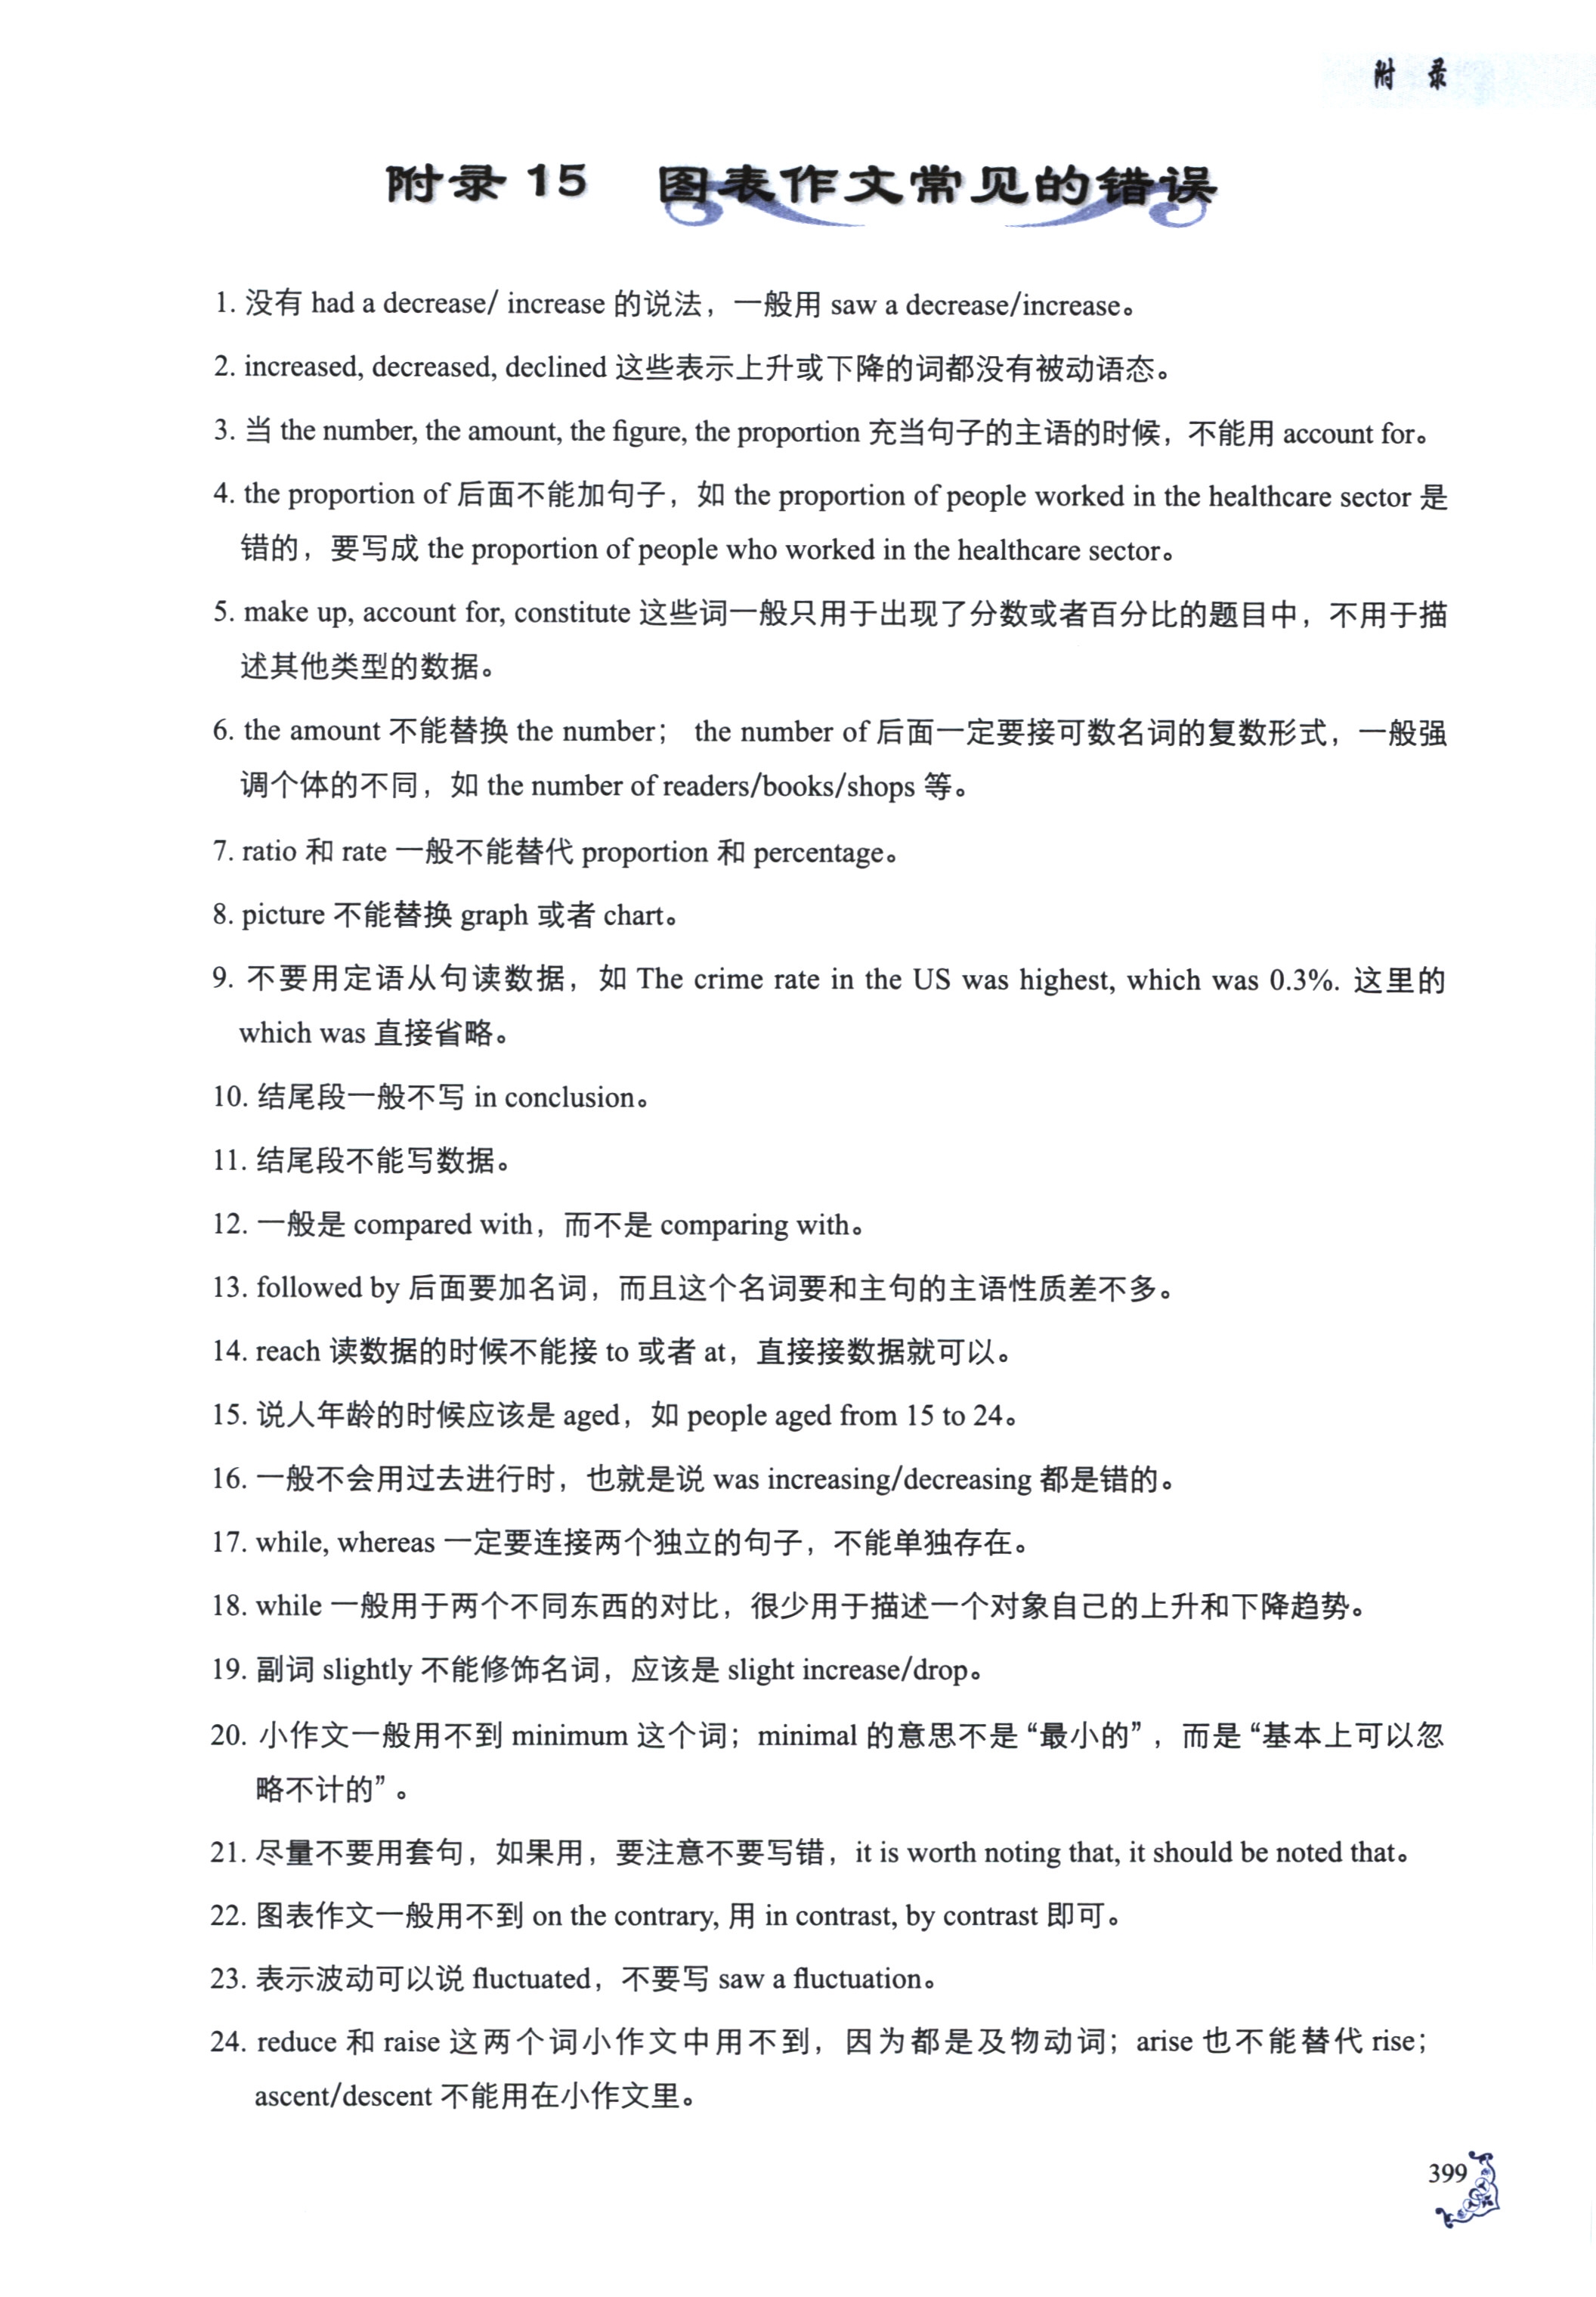 附 录
附录 15 图表作文常见的错误
1. 没有 had a decrease/ increase 的说法，一般用 saw a decrease/increase。
2. increased, decreased, declined 这些表示上升或下降的词都没有被动语态。
3. 当 the number, the amount, the figure, the proportion 充当句子的主语的时候，不能用 account for。
4. the proportion of 后面不能加句子，如 the proportion of people worked in the healthcare sector 是
错的，要写成 the proportion of people who worked in the healthcare sector。
5. make up, account for, constitute 这些词一般只用于出现了分数或者百分比的题目中，不用于描
述其他类型的数据。
6. the amount 不能替换 the number； the number of 后面一定要接可数名词的复数形式，一般强
调个体的不同，如 the number of readers/books/shops 等。
7. ratio 和 rate 一般不能替代 proportion 和 percentage。
8. picture 不能替换 graph 或者 chart。
9. 不要用定语从句读数据，如 The crime rate in the US was highest, which was 0.3%. 这里的
which was 直接省略。
10. 结尾段一般不写 in conclusion。
11. 结尾段不能写数据。
12. 一般是 compared with，而不是 comparing with。
13. followed by 后面要加名词，而且这个名词要和主句的主语性质差不多。
14. reach 读数据的时候不能接 to 或者 at，直接接数据就可以。
15. 说人年龄的时候应该是 aged，如 people aged from 15 to 24。
16. 一般不会用过去进行时，也就是说 was increasing/decreasing 都是错的。
17. while, whereas 一定要连接两个独立的句子，不能单独存在。
18. while 一般用于两个不同东西的对比，很少用于描述一个对象自己的上升和下降趋势。
19. 副词 slightly 不能修饰名词，应该是 slight increase/drop。
20. 小作文一般用不到 minimum 这个词；minimal 的意思不是“最小的”，而是“基本上可以忽
略不计的”。
21. 尽量不要用套句，如果用，要注意不要写错，it is worth noting that, it should be noted that。
22. 图表作文一般用不到 on the contrary, 用 in contrast, by contrast 即可。
23. 表示波动可以说 fluctuated，不要写 saw a fluctuation。
24. reduce 和 raise 这两个词小作文中用不到，因为都是及物动词；arise 也不能替代 rise；
ascent/descent 不能用在小作文里。
399